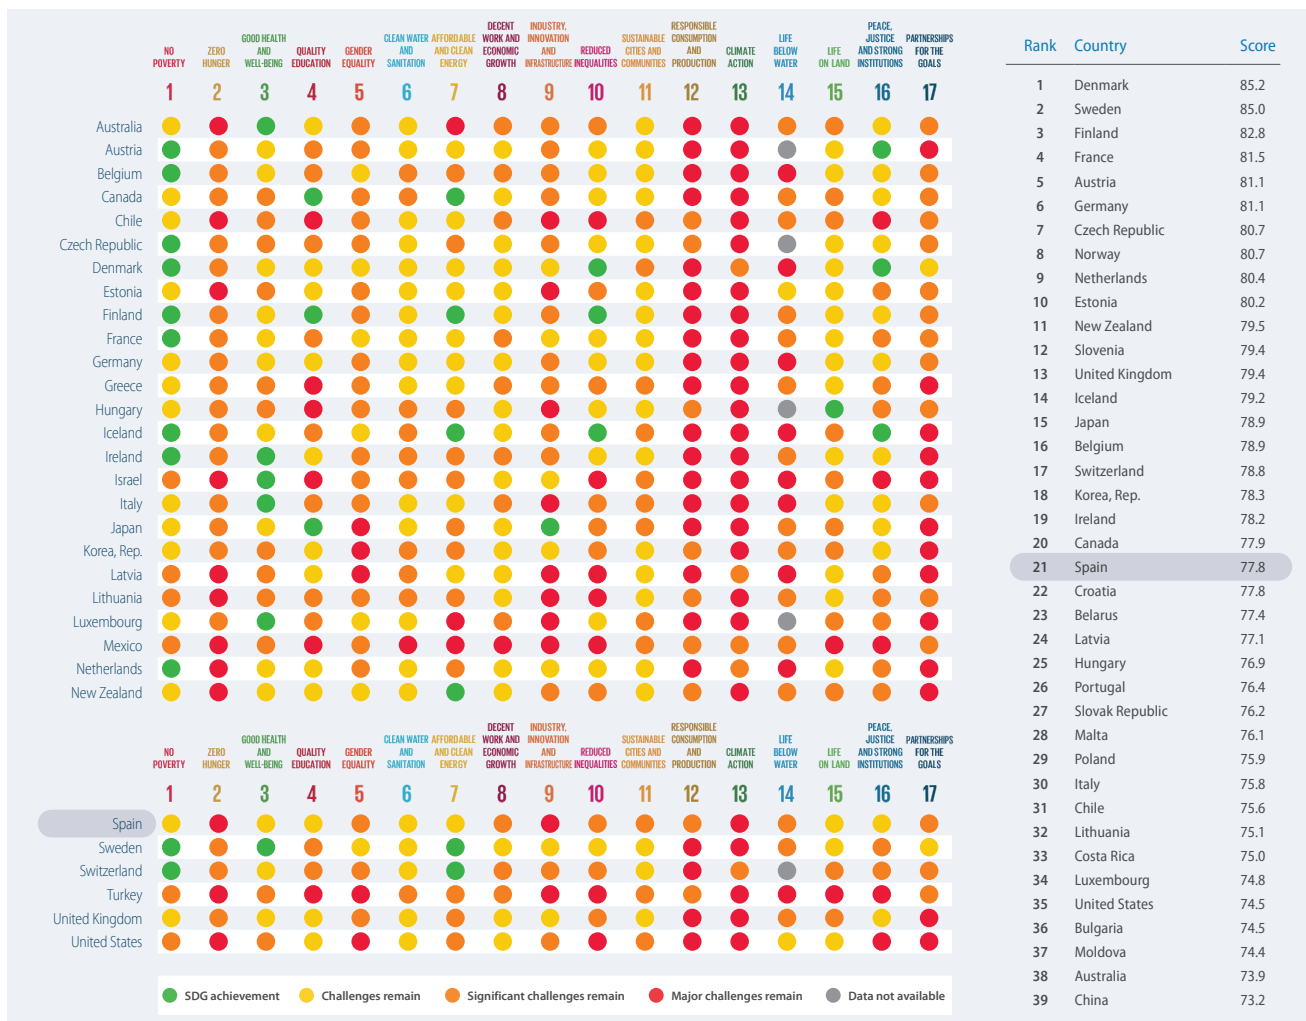 NO POVERTY
ZERO HUNGER
GOOD HEALTH AND WELL-BEING
QUALITY EDUCATION
GENDER EQUALITY
CLEAN WATER AND SANITATION
AFFORDABLE AND CLEAN ENERGY
DECENT WORK AND ECONOMIC GROWTH
INDUSTRY, INNOVATION AND INFRASTRUCTURE
REDUCED INEQUALITIES
SUSTAINABLE CITIES AND COMMUNITIES
RESPONSIBLE CONSUMPTION AND PRODUCTION
CLIMATE ACTION
LIFE BELOW WATER
LIFE ON LAND
PEACE, JUSTICE AND STRONG INSTITUTIONS
PARTNERSHIPS FOR THE GOALS
1 2 3 4 5 6 7 8 9 10 11 12 13 14 15 16 17
Australia
Austria
Belgium
Canada
Chile
Czech Republic
Denmark
Estonia
Finland
France
Germany
Greece
Hungary
Iceland
Ireland
Israel
Italy
Japan
Korea, Rep.
Latvia
Lithuania
Luxembourg
Mexico
Netherlands
New Zealand
NO POVERTY
ZERO HUNGER
GOOD HEALTH AND WELL-BEING
QUALITY EDUCATION
GENDER EQUALITY
CLEAN WATER AND SANITATION
AFFORDABLE AND CLEAN ENERGY
DECENT WORK AND ECONOMIC GROWTH
INDUSTRY, INNOVATION AND INFRASTRUCTURE
REDUCED INEQUALITIES
SUSTAINABLE CITIES AND COMMUNITIES
RESPONSIBLE CONSUMPTION AND PRODUCTION
CLIMATE ACTION
LIFE BELOW WATER
LIFE ON LAND
PEACE, JUSTICE AND STRONG INSTITUTIONS
PARTNERSHIPS FOR THE GOALS
1 2 3 4 5 6 7 8 9 10 11 12 13 14 15 16 17
Spain
Sweden
Switzerland
Turkey
United Kingdom
United States
SDG achievement
Challenges remain
Significant challenges remain
Major challenges remain
Data not available
Rank Country Score
1 Denmark 85.2
2 Sweden 85.0
3 Finland 82.8
4 France 81.5
5 Austria 81.1
6 Germany 81.1
7 Czech Republic 80.7
8 Norway 80.7
9 Netherlands 80.4
10 Estonia 80.2
11 New Zealand 79.5
12 Slovenia 79.4
13 United Kingdom 79.4
14 Iceland 79.2
15 Japan 78.9
16 Belgium 78.9
17 Switzerland 78.8
18 Korea, Rep. 78.3
19 Ireland 78.2
20 Canada 77.9
21 Spain 77.8
22 Croatia 77.8
23 Belarus 77.4
24 Latvia 77.1
25 Hungary 76.9
26 Portugal 76.4
27 Slovak Republic 76.2
28 Malta 76.1
29 Poland 75.9
30 Italy 75.8
31 Chile 75.6
32 Lithuania 75.1
33 Costa Rica 75.0
34 Luxembourg 74.8
35 United States 74.5
36 Bulgaria 74.5
37 Moldova 74.4
38 Australia 73.9
39 China 73.2